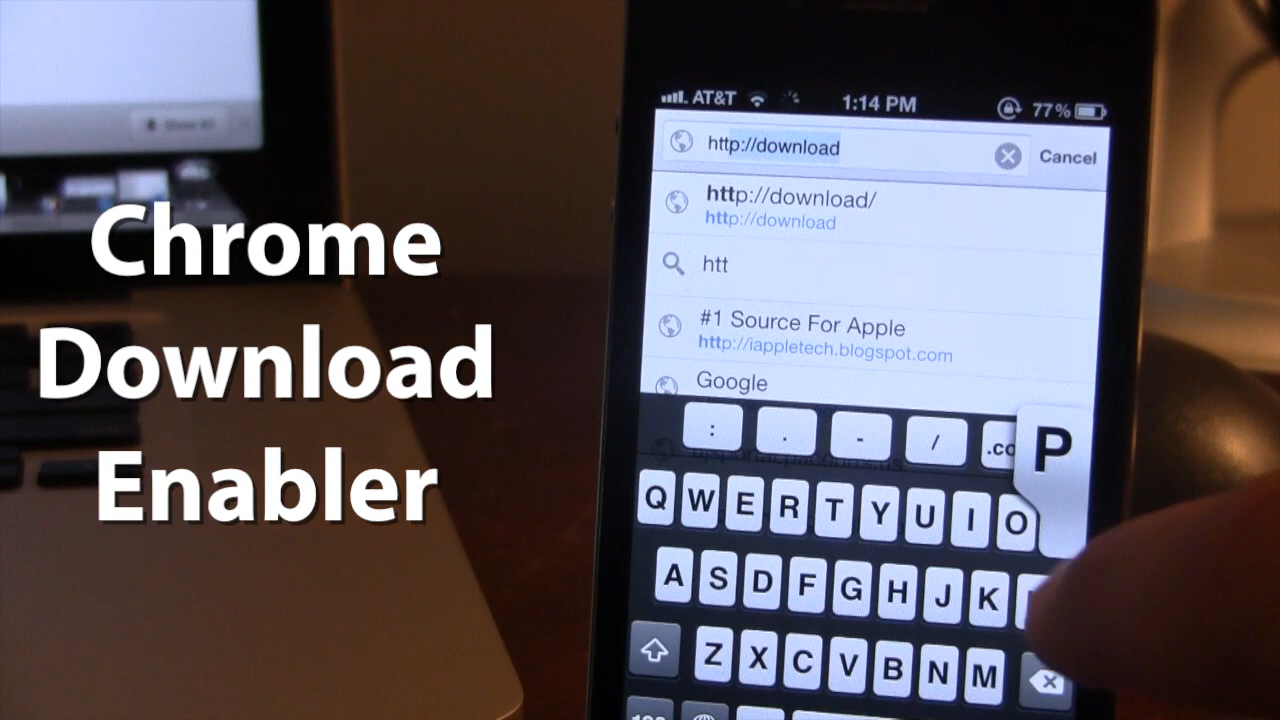 Chrome
Download
Enabler
AT&T 1:14 PM 77%
http://download Cancel
http://download/
http://download
htt
#1 Source For Apple
http://iappletech.blogspot.com
Google
: . - / .co P
Q W E R T Y U I O
A S D F G H J K
Z X C V B N M